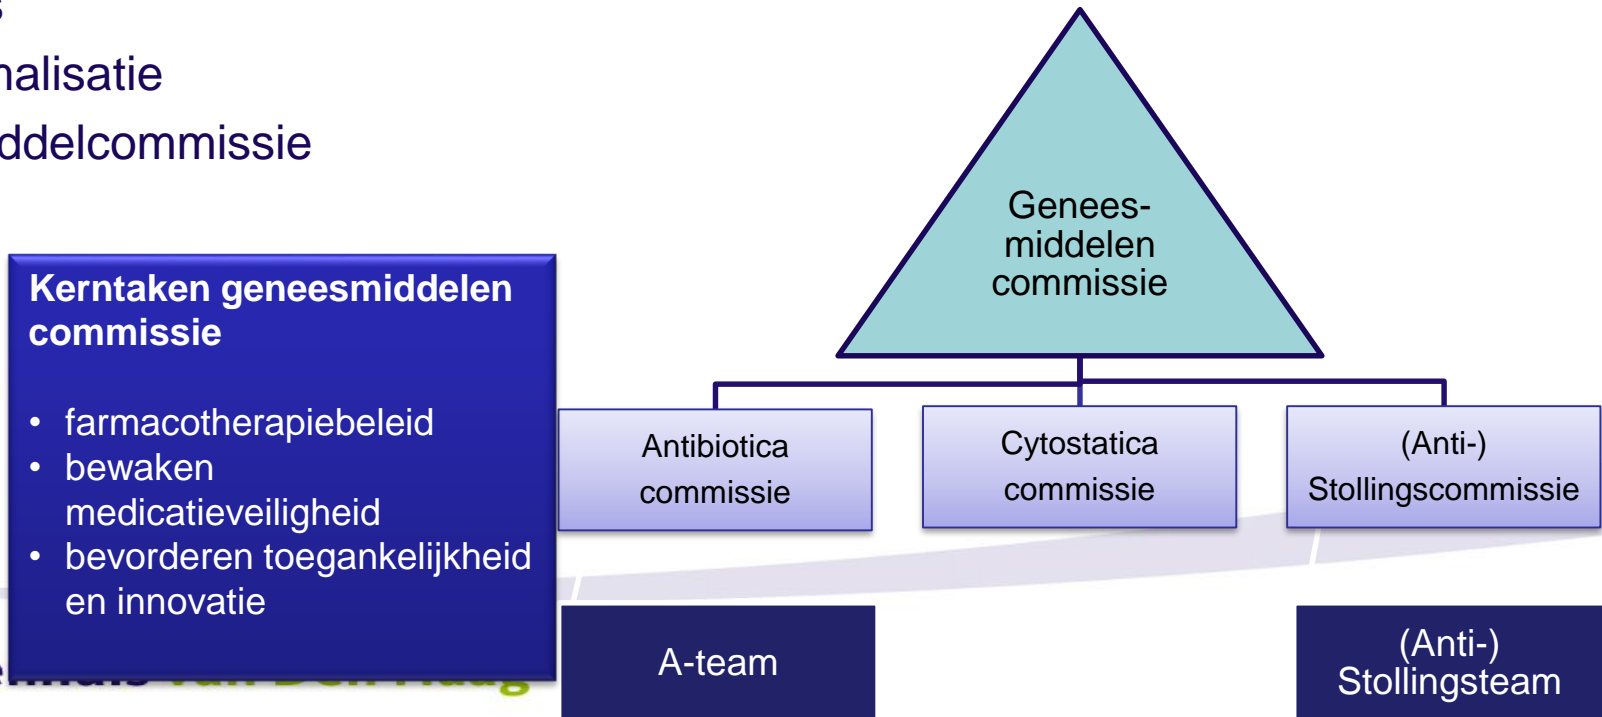 s
nalisatie
ddelcommissie
Genees-
middelen
commissie
Kerntaken geneesmiddelen
commissie
• farmacotherapiebeleid
• bewaken
medicatieveiligheid
• bevorderen toegankelijkheid
en innovatie
Antibiotica
commissie
Cytostatica
commissie
(Anti-)
Stollingscommissie
A-team
(Anti-)
Stollingsteam